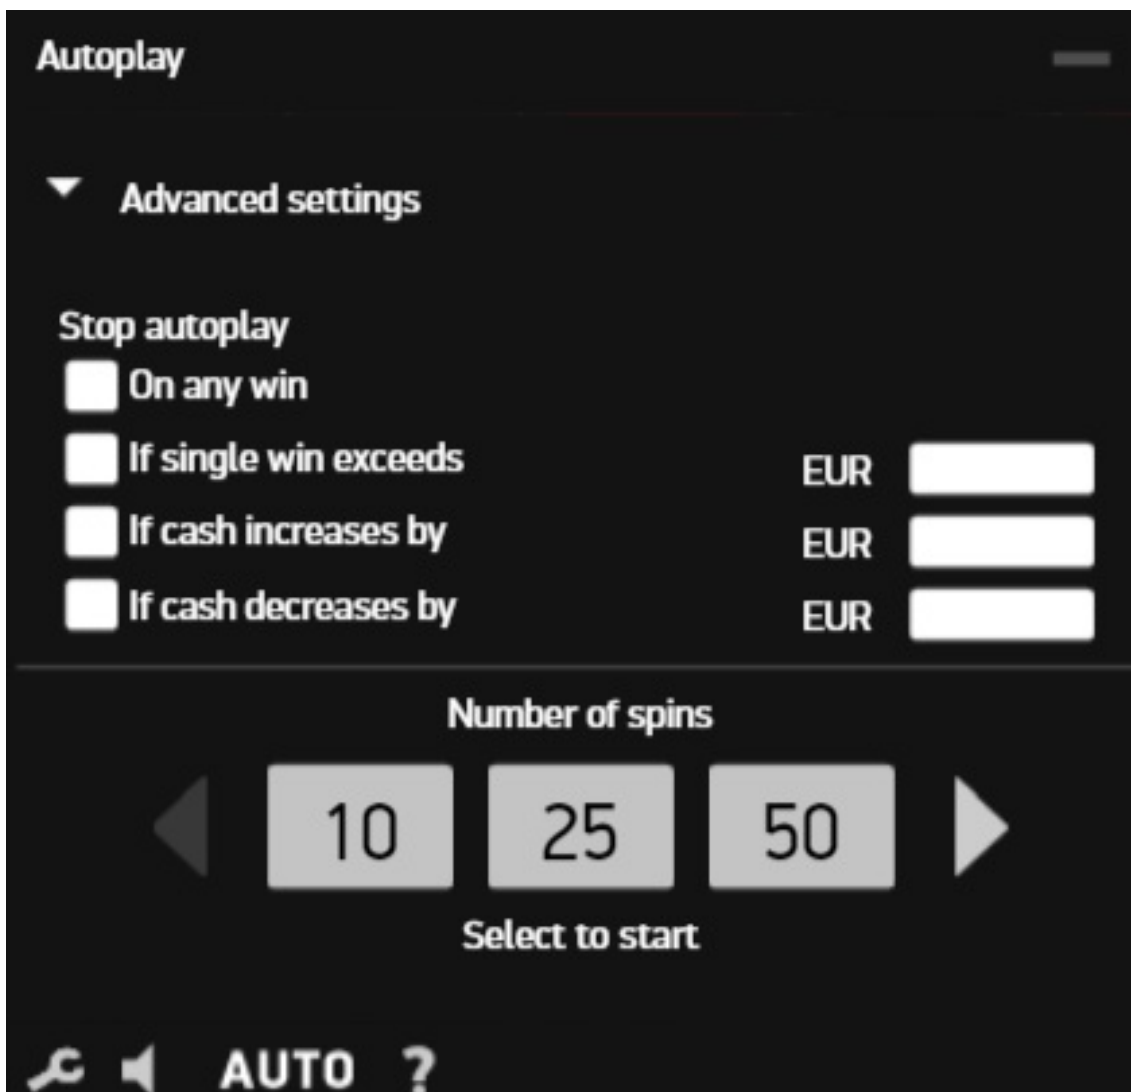 Autoplay
Advanced settings
Stop autoplay
On any win
If single win exceeds EUR
If cash increases by EUR
If cash decreases by EUR
Number of spins
10 25 50
Select to start
AUTO ?